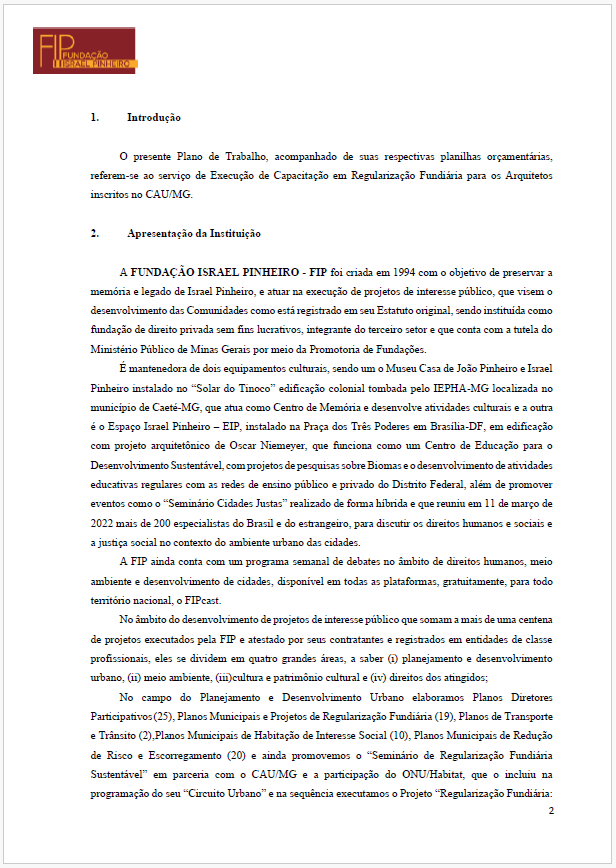 FIP
FUNDAÇÃO
ISRAEL PINHEIRO
1. Introdução
O presente Plano de Trabalho, acompanhado de suas respectivas planilhas orçamentárias,
referem-se ao serviço de Execução de Capacitação em Regularização Fundiária para os Arquitetos
inscritos no CAU/MG.
2. Apresentação da Instituição
A FUNDAÇÃO ISRAEL PINHEIRO - FIP foi criada em 1994 com o objetivo de preservar a
memória e legado de Israel Pinheiro, e atuar na execução de projetos de interesse público, que visem o
desenvolvimento das Comunidades como está registrado em seu Estatuto original, sendo instituída como
fundação de direito privada sem fins lucrativos, integrante do terceiro setor e que conta com a tutela do
Ministério Público de Minas Gerais por meio da Promotoria de Fundações.
É mantenedora de dois equipamentos culturais, sendo um o Museu Casa de João Pinheiro e Israel
Pinheiro instalado no “Solar do Tinoco” edificação colonial tombada pelo IEPHA-MG localizada no
município de Caeté-MG, que atua como Centro de Memória e desenvolve atividades culturais e a outra
é o Espaço Israel Pinheiro – EIP, instalado na Praça dos Três Poderes em Brasília-DF, em edificação
com projeto arquitetônico de Oscar Niemeyer, que funciona como um Centro de Educação para o
Desenvolvimento Sustentável, com projetos de pesquisas sobre Biomas e o desenvolvimento de atividades
educativas regulares com as redes de ensino público e privado do Distrito Federal, além de promover
eventos como o “Seminário Cidades Justas” realizado de forma híbrida e que reuniu em 11 de março de
2022 mais de 200 especialistas do Brasil e do estrangeiro, para discutir os direitos humanos e sociais e
a justiça social no contexto do ambiente urbano das cidades.
A FIP ainda conta com um programa semanal de debates no âmbito de direitos humanos, meio
ambiente e desenvolvimento de cidades, disponível em todas as plataformas, gratuitamente, para todo
território nacional, o FIPcast.
No âmbito do desenvolvimento de projetos de interesse público que somam a mais de uma centena
de projetos executados pela FIP e atestado por seus contratantes e registrados em entidades de classe
profissionais, eles se dividem em quatro grandes áreas, a saber (i) planejamento e desenvolvimento
urbano, (ii) meio ambiente, (iii)cultura e patrimônio cultural e (iv) direitos dos atingidos;
No campo do Planejamento e Desenvolvimento Urbano elaboramos Planos Diretores
Participativos(25), Planos Municipais e Projetos de Regularização Fundiária (19), Planos de Transporte
e Trânsito (2),Planos Municipais de Habitação de Interesse Social (10), Planos Municipais de Redução
de Risco e Escorregamento (20) e ainda promovemos o “Seminário de Regularização Fundiária
Sustentável” em parceria com o CAU/MG e a participação do ONU/Habitat, que o incluiu na
programação do seu “Circuito Urbano” e na sequência executamos o Projeto “Regularização Fundiária:
2